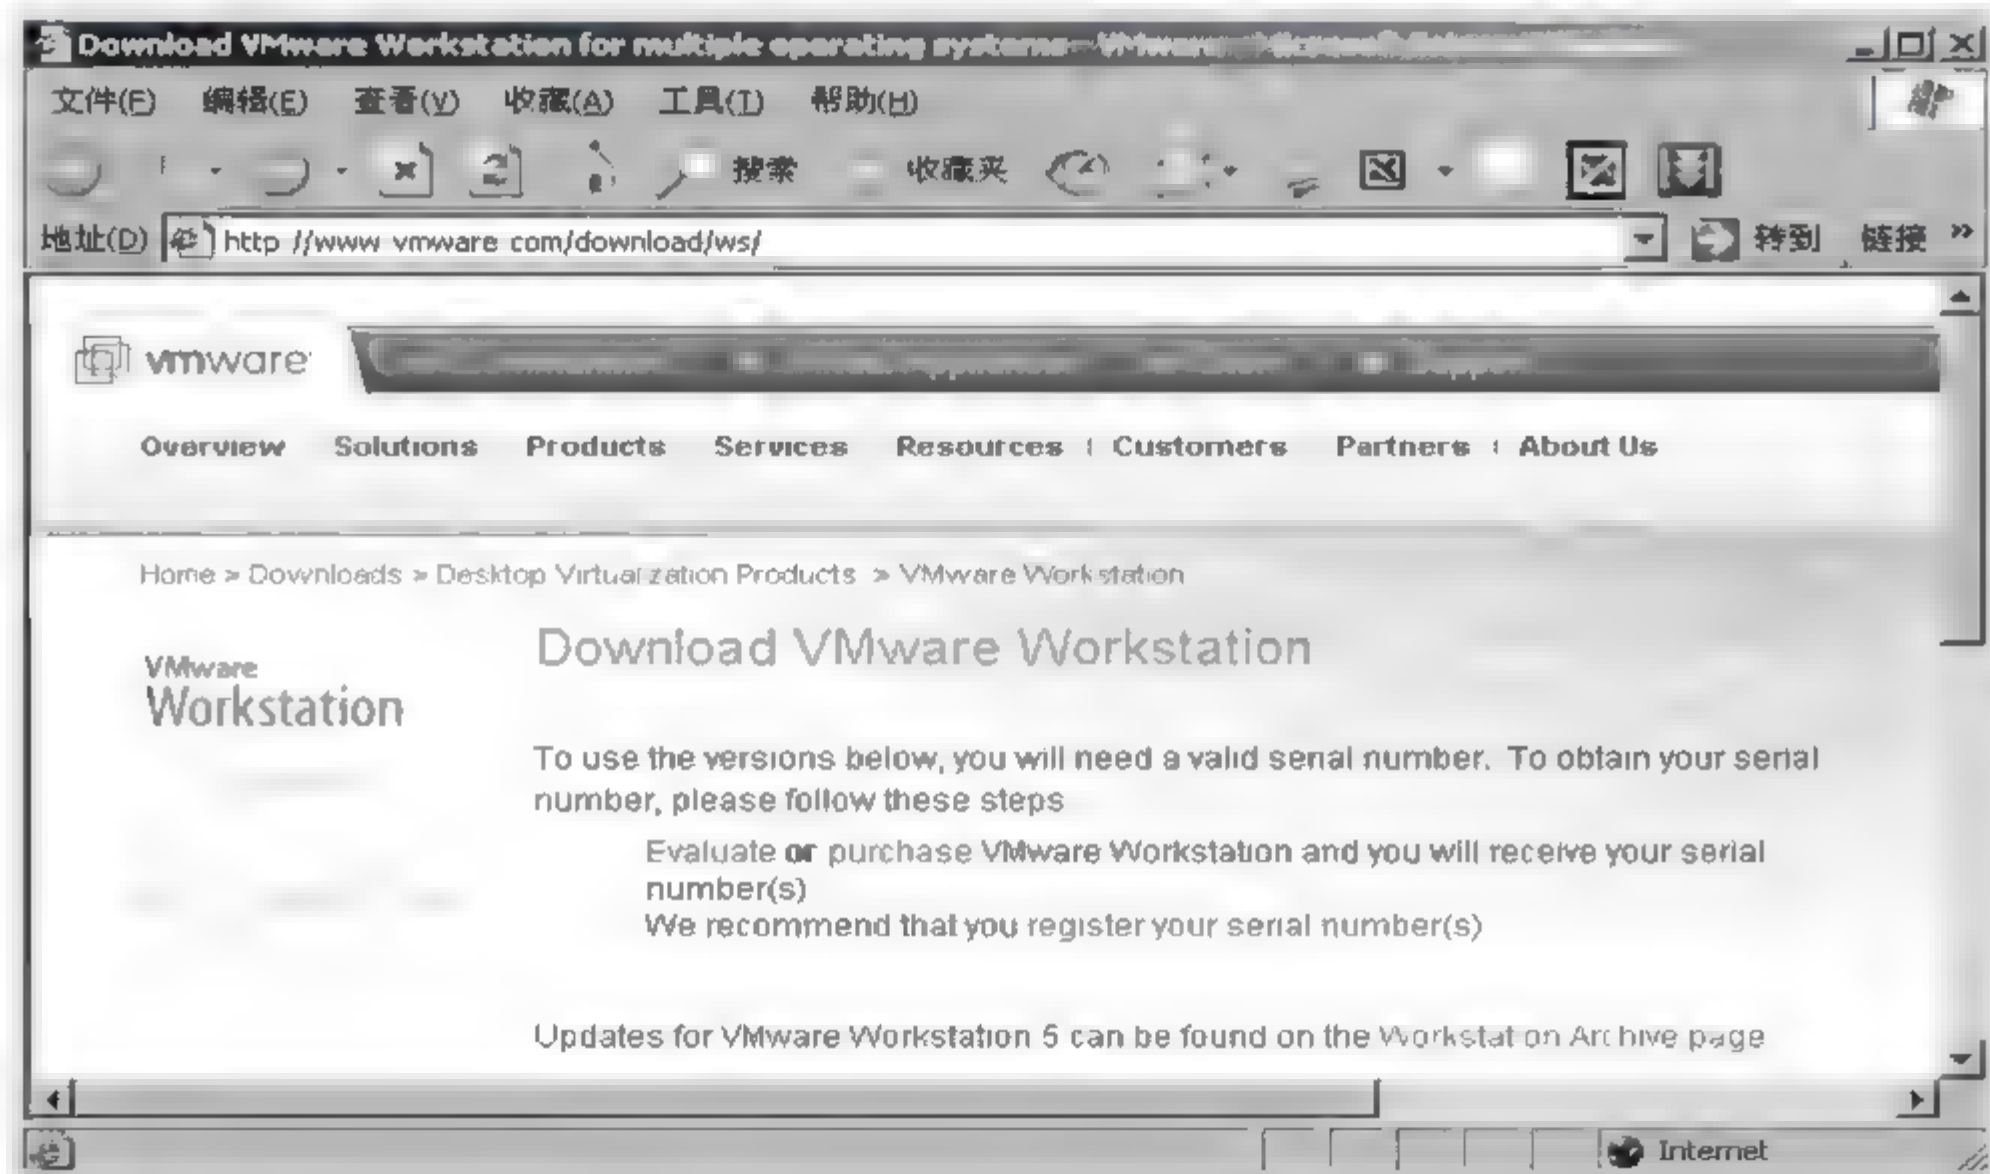 Download VMware Workstation for multiple operating systems
文件(F) 编辑(E) 查看(V) 收藏(A) 工具(T) 帮助(H)
搜索 收藏夹
地址(D) http //www vmware com/download/ws/ 转到 链接 »
vmware
Overview Solutions Products Services Resources Customers Partners About Us
Home > Downloads > Desktop Virtualization Products > VMware Workstation
Download VMware Workstation
VMware
Workstation
To use the versions below, you will need a valid serial number. To obtain your serial
number, please follow these steps
Evaluate or purchase VMware Workstation and you will receive your serial
number(s)
We recommend that you register your serial number(s)
Updates for VMware Workstation 5 can be found on the Workstation Archive page
Internet